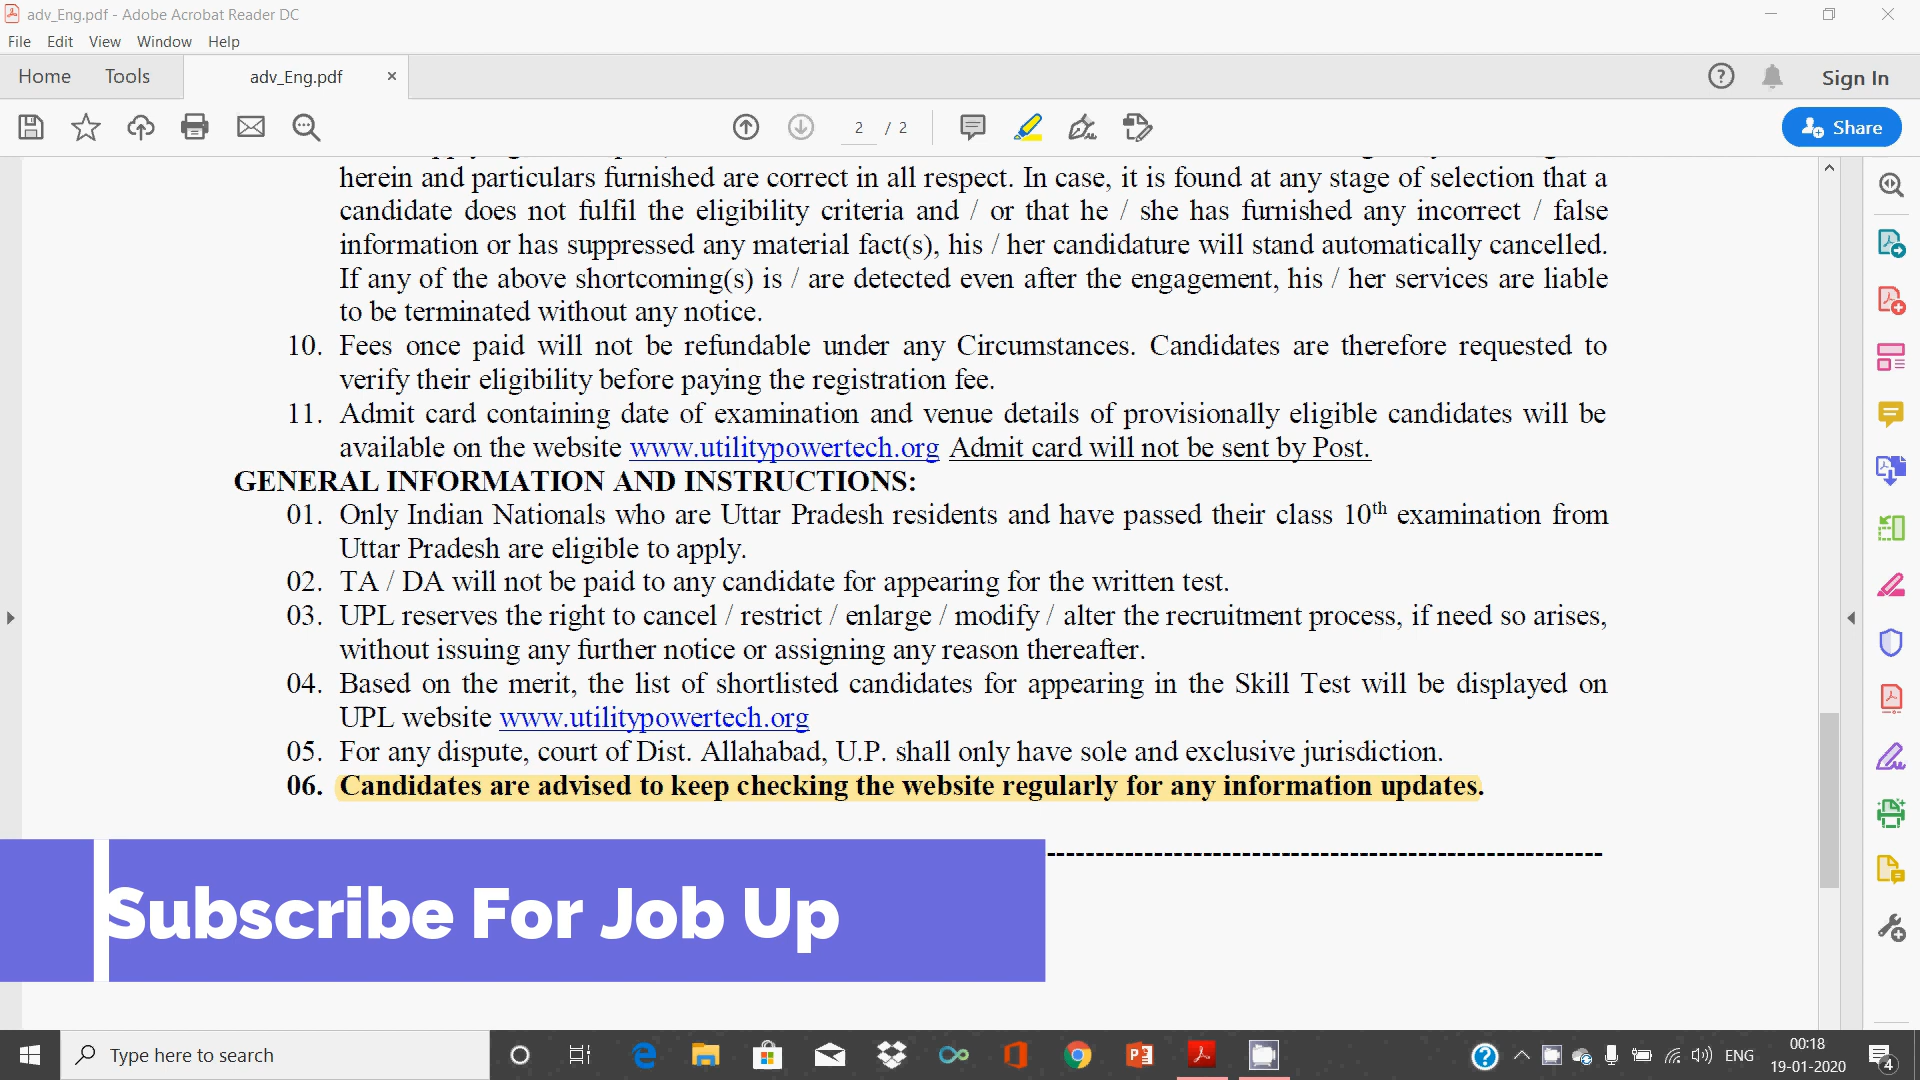 adv_Eng.pdf - Adobe Acrobat Reader DC
File Edit View Window Help
Home Tools adv_Eng.pdf × Sign In
2 / 2 Share
herein and particulars furnished are correct in all respect. In case, it is found at any stage of selection that a
candidate does not fulfil the eligibility criteria and / or that he / she has furnished any incorrect / false
information or has suppressed any material fact(s), his / her candidature will stand automatically cancelled.
If any of the above shortcoming(s) is / are detected even after the engagement, his / her services are liable
to be terminated without any notice.
10. Fees once paid will not be refundable under any Circumstances. Candidates are therefore requested to
verify their eligibility before paying the registration fee.
11. Admit card containing date of examination and venue details of provisionally eligible candidates will be
available on the website www.utilitypowertech.org Admit card will not be sent by Post.
GENERAL INFORMATION AND INSTRUCTIONS:
01. Only Indian Nationals who are Uttar Pradesh residents and have passed their class 10th examination from
Uttar Pradesh are eligible to apply.
02. TA / DA will not be paid to any candidate for appearing for the written test.
03. UPL reserves the right to cancel / restrict / enlarge / modify / alter the recruitment process, if need so arises,
without issuing any further notice or assigning any reason thereafter.
04. Based on the merit, the list of shortlisted candidates for appearing in the Skill Test will be displayed on
UPL website www.utilitypowertech.org
05. For any dispute, court of Dist. Allahabad, U.P. shall only have sole and exclusive jurisdiction.
06. Candidates are advised to keep checking the website regularly for any information updates.
Subscribe For Job Up
Type here to search
ENG
00:18
19-01-2020
4